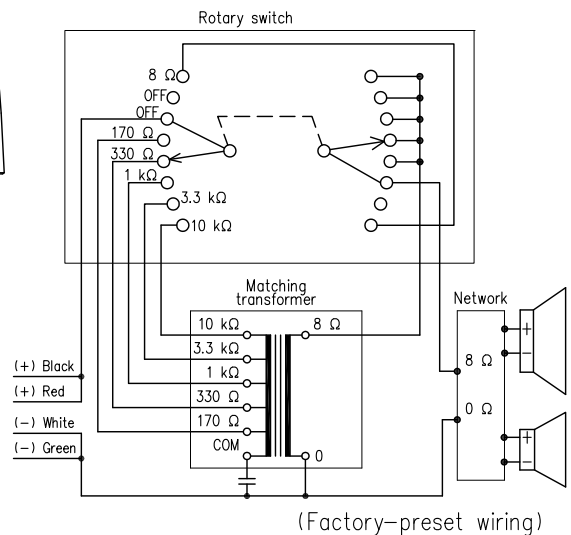 Rotary switch
8 Ω
OFF
OFF
170 Ω
330 Ω
1 kΩ
3.3 kΩ
10 kΩ
Matching
transformer
Network
10 kΩ
8 Ω
3.3 kΩ
1 kΩ
330 Ω
170 Ω
COM
0
(+) Black
(+) Red
(-) White
(-) Green
8 Ω
0 Ω
+
-
+
-
(Factory-preset wiring)